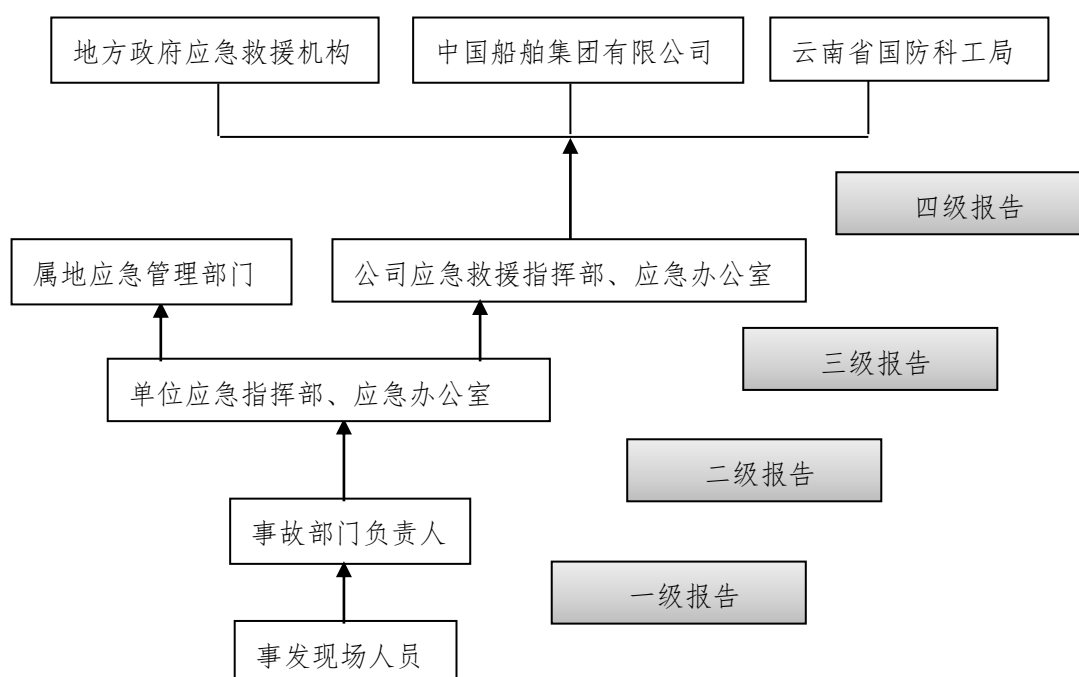 地方政府应急救援机构
中国船舶集团有限公司
云南省国防科工局
四级报告
属地应急管理部门
公司应急救援指挥部、应急办公室
三级报告
单位应急指挥部、应急办公室
二级报告
事故部门负责人
一级报告
事发现场人员